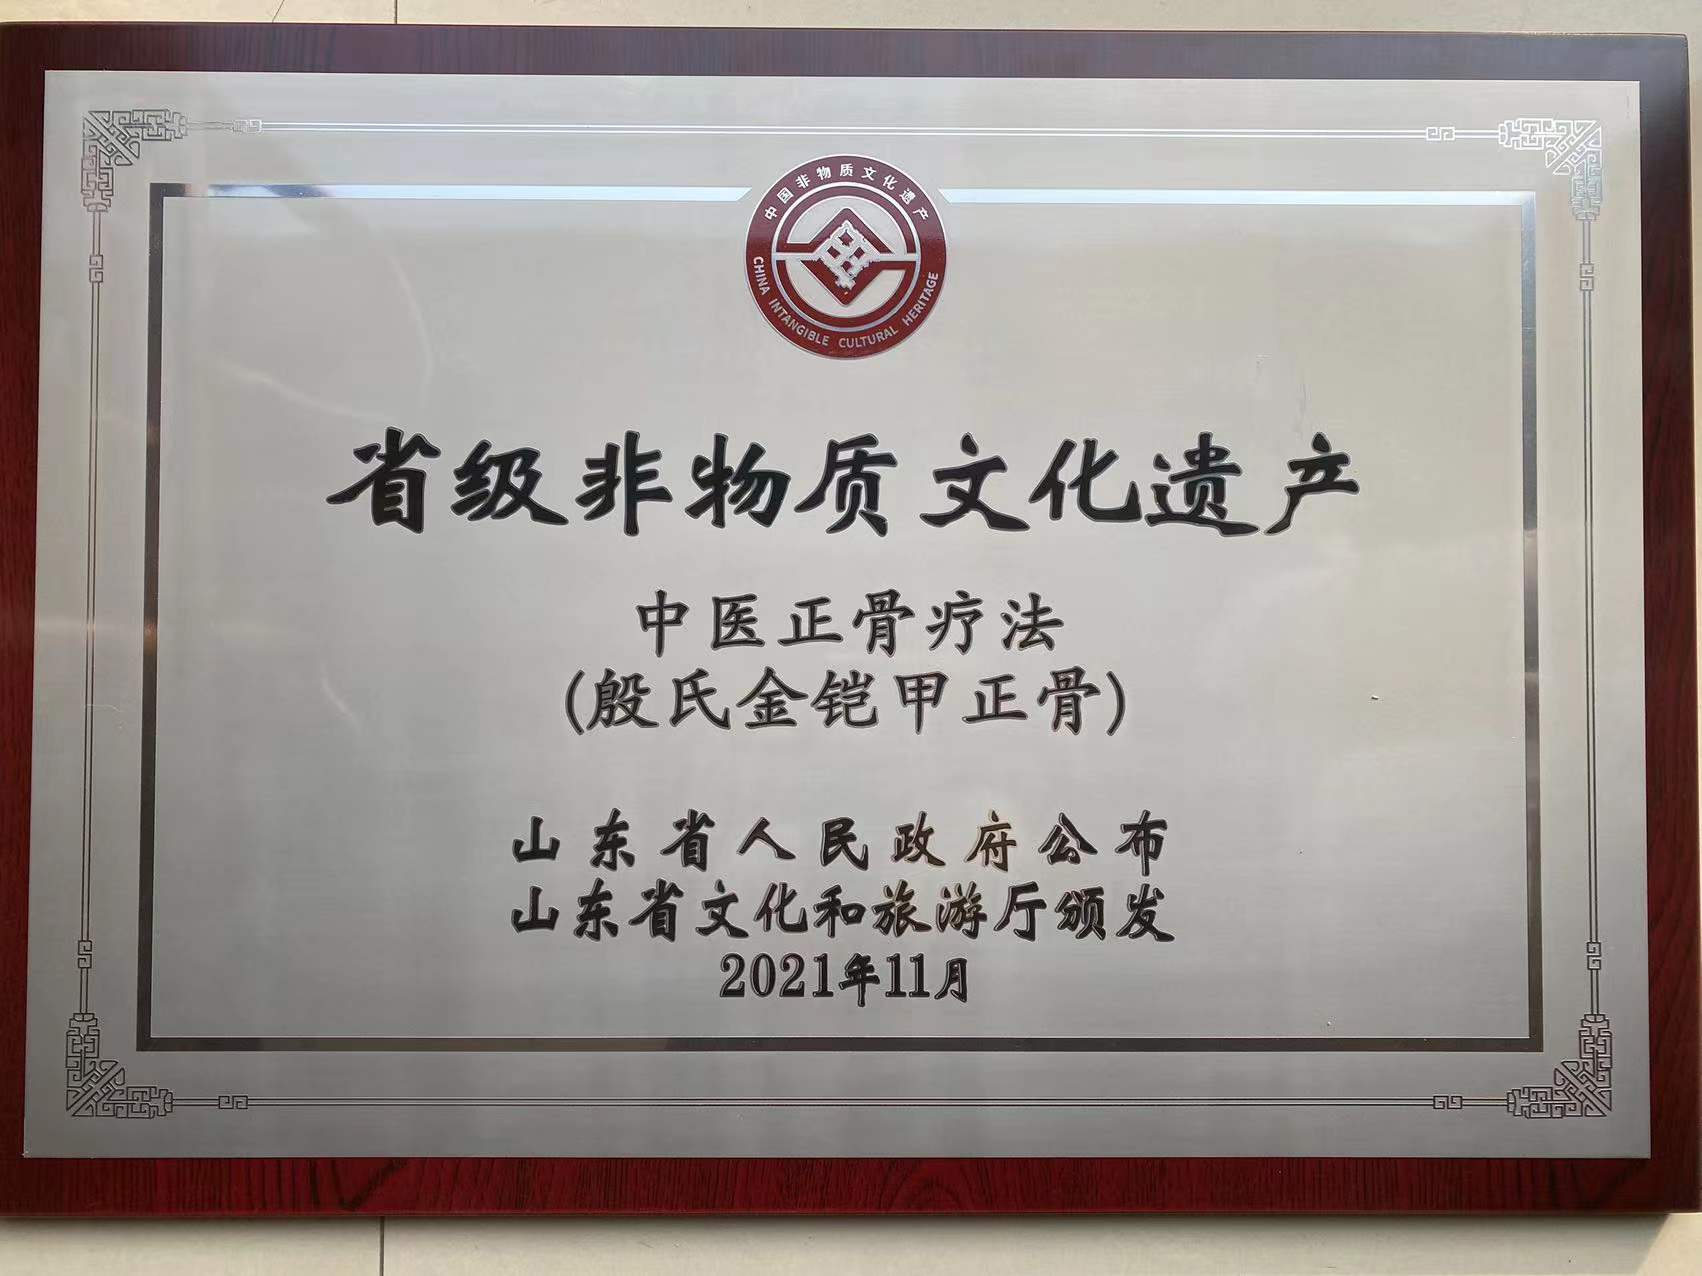 中国非物质文化遗产
CHINA INTANGIBLE CULTURAL HERITAGE
省级非物质文化遗产
中医正骨疗法
(殷氏金铠甲正骨)
山东省人民政府公布
山东省文化和旅游厅颁发
2021年11月